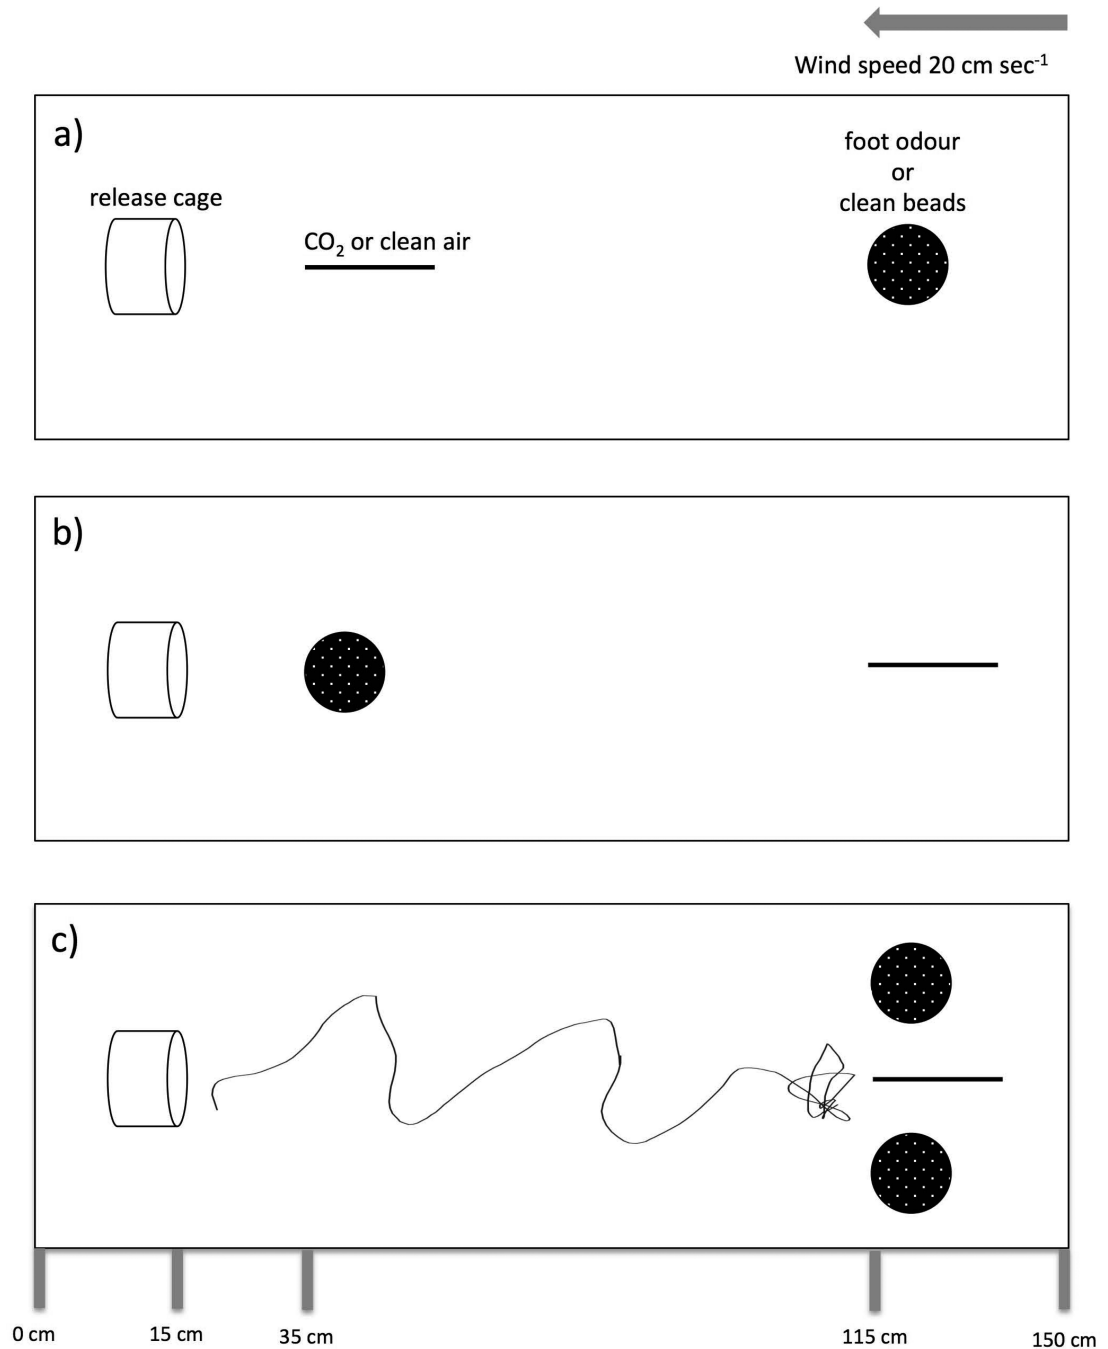 Wind speed 20 cm sec⁻¹
a)
foot odour
or
clean beads
release cage
CO₂ or clean air
b)
c)
0 cm
15 cm
35 cm
115 cm
150 cm